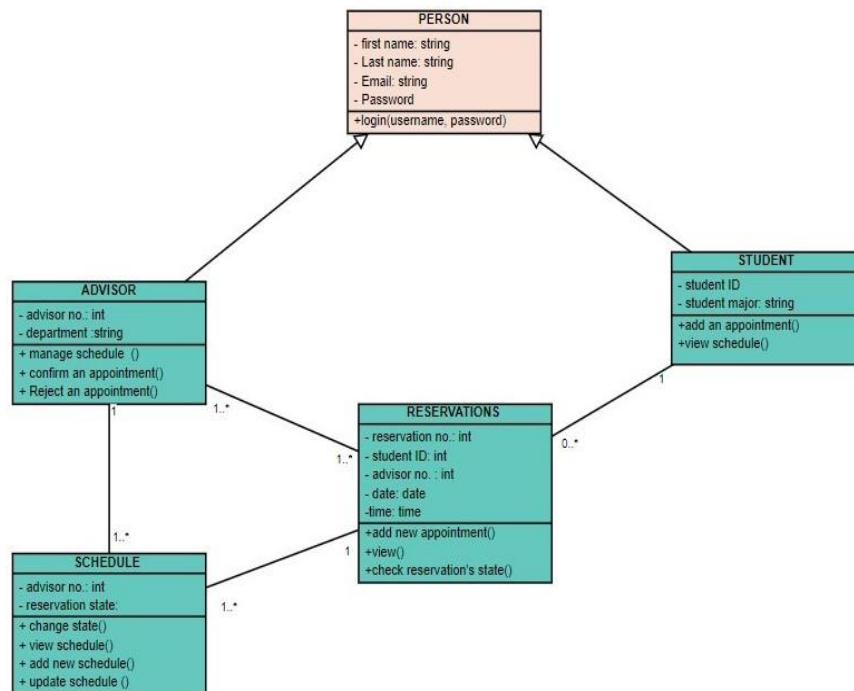 PERSON
- first name: string
- Last name: string
- Email: string
- Password
+login(username, password)
STUDENT
- student ID
- student major: string
+add an appointment()
+view schedule()
1
ADVISOR
- advisor no.: int
- department :string
+ manage schedule ()
+ confirm an appointment()
+ Reject an appointment()
1
1..*
RESERVATIONS
- reservation no.: int
- student ID: int
- advisor no. : int
- date: date
-time: time
+add new appointment()
+view()
+check reservation's state()
1..*
0..*
1
1..*
SCHEDULE
- advisor no.: int
- reservation state:
+ change state()
+ view schedule()
+ add new schedule()
+ update schedule ()
1..*